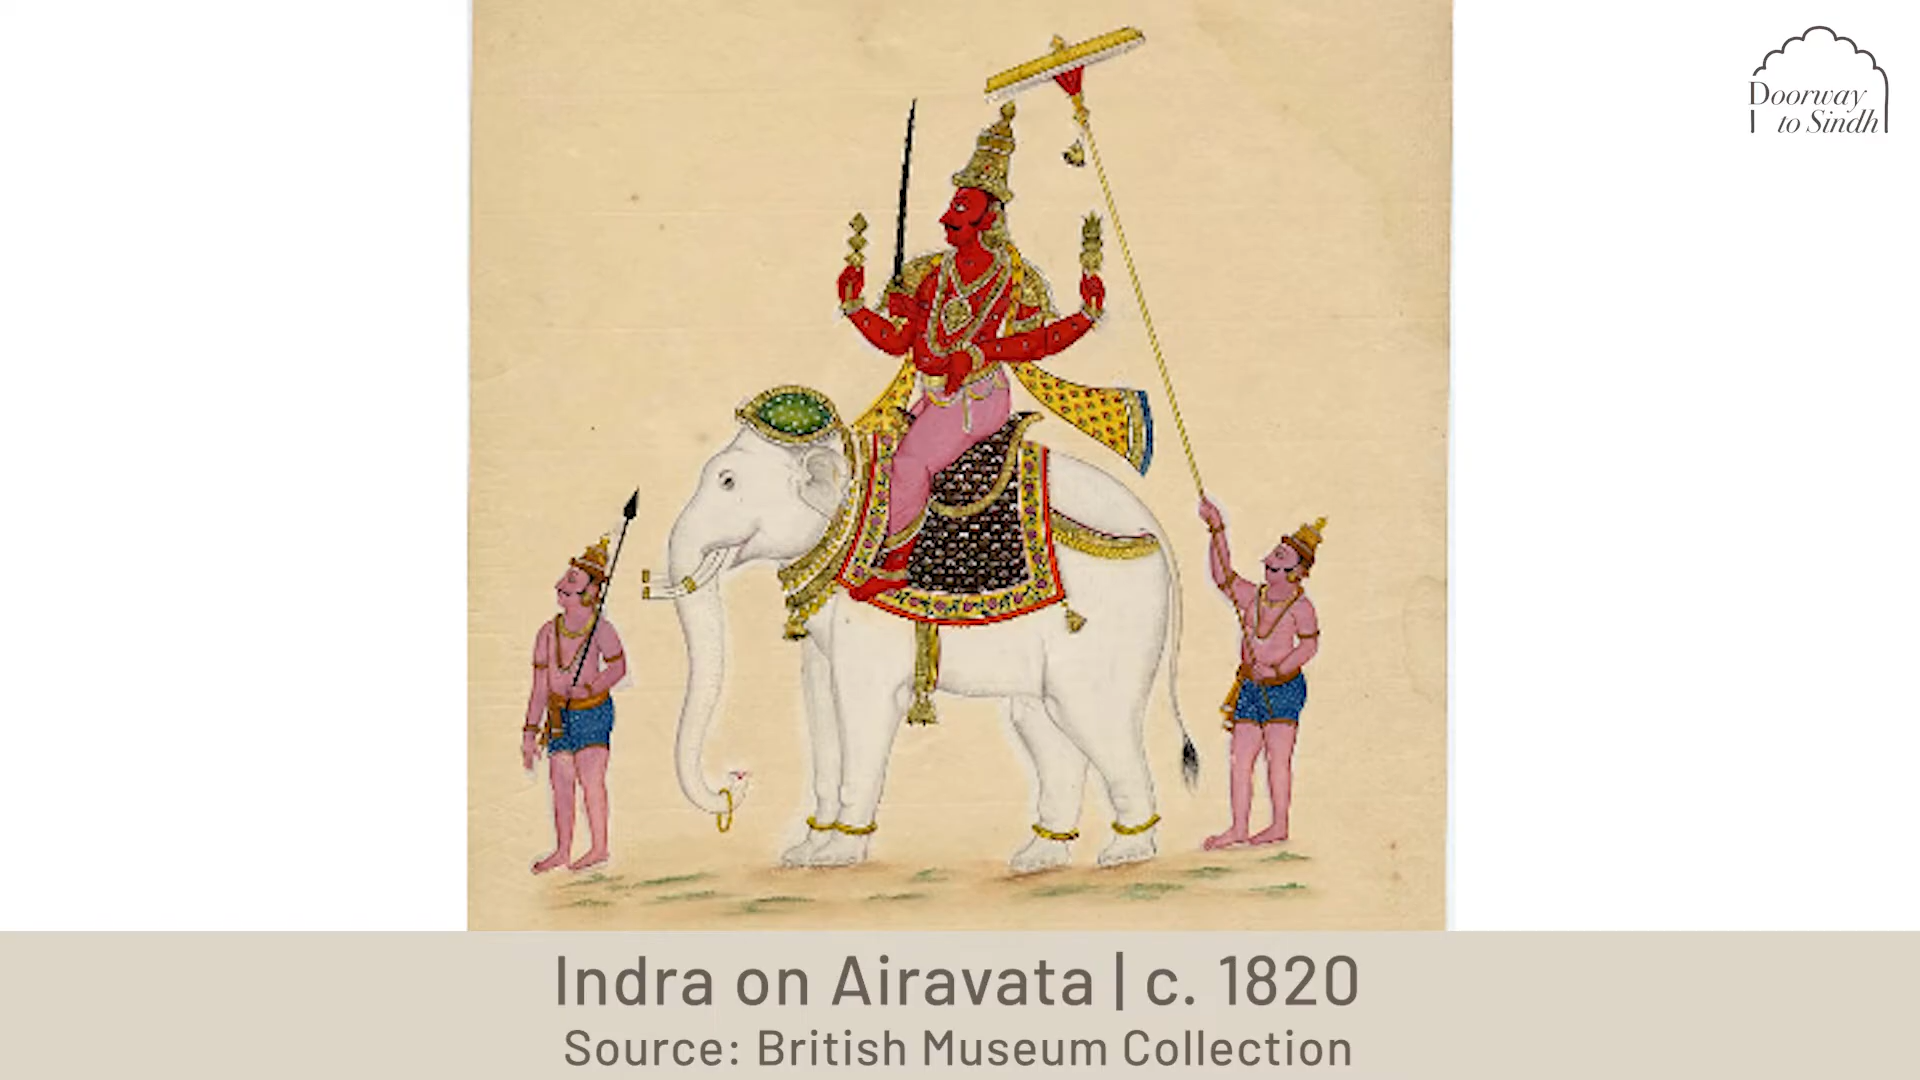 Doorway
to Sindh
Indra on Airavata | c. 1820
Source: British Museum Collection